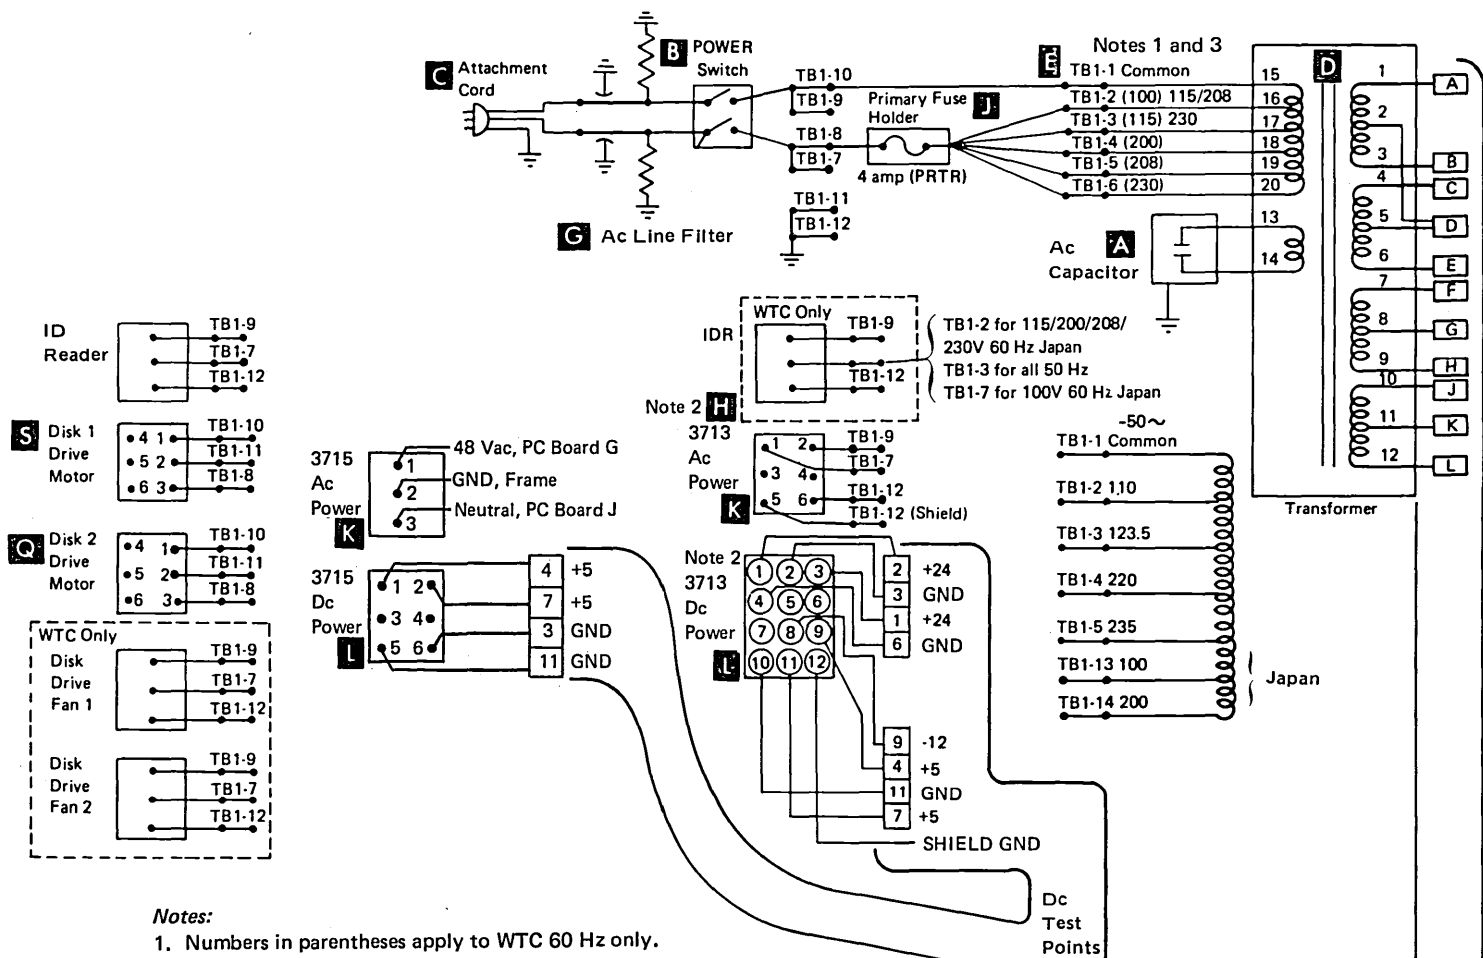 Notes 1 and 3
B POWER
Switch
C Attachment
Cord
E
TB1-1 Common
TB1-2 (100) 115/208
TB1-3 (115) 230
TB1-4 (200)
TB1-5 (208)
TB1-6 (230)
TB1-10
TB1-9
TB1-8
TB1-7
TB1-11
TB1-12
Primary Fuse
Holder
J
4 amp (PRTR)
G Ac Line Filter
Ac
Capacitor
A
D
15
16
17
18
19
20
13
14
1
2
3
4
5
6
7
8
9
10
11
12
A
B
C
D
E
F
G
H
J
K
L
Transformer
ID
Reader
TB1-9
TB1-7
TB1-12
WTC Only
IDR
TB1-9
TB1-12
TB1-2 for 115/200/208/
230V 60 Hz Japan
TB1-3 for all 50 Hz
TB1-7 for 100V 60 Hz Japan
S Disk 1
Drive
Motor
4 1
5 2
6 3
TB1-10
TB1-11
TB1-8
3715
Ac
Power
K
1
2
3
48 Vac, PC Board G
GND, Frame
Neutral, PC Board J
Note 2 H
3713
Ac
Power
K
1 2
3 4
5 6
TB1-9
TB1-7
TB1-12
TB1-12 (Shield)
-50~
TB1-1 Common
TB1-2 110
TB1-3 123.5
TB1-4 220
TB1-5 235
TB1-13 100
TB1-14 200
Japan
Q Disk 2
Drive
Motor
4 1
5 2
6 3
TB1-10
TB1-11
TB1-8
3715
Dc
Power
L
1 2
3 4
5 6
4 +5
7 +5
3 GND
11 GND
Note 2
3713
Dc
Power
L
1 2 3
4 5 6
7 8 9
10 11 12
2 +24
3 GND
1 +24
6 GND
9 -12
4 +5
11 GND
7 +5
SHIELD GND
WTC Only
Disk
Drive
Fan 1
TB1-9
TB1-7
TB1-12
Disk
Drive
Fan 2
TB1-9
TB1-7
TB1-12
Dc
Test
Points
Notes:
1. Numbers in parentheses apply to WTC 60 Hz only.